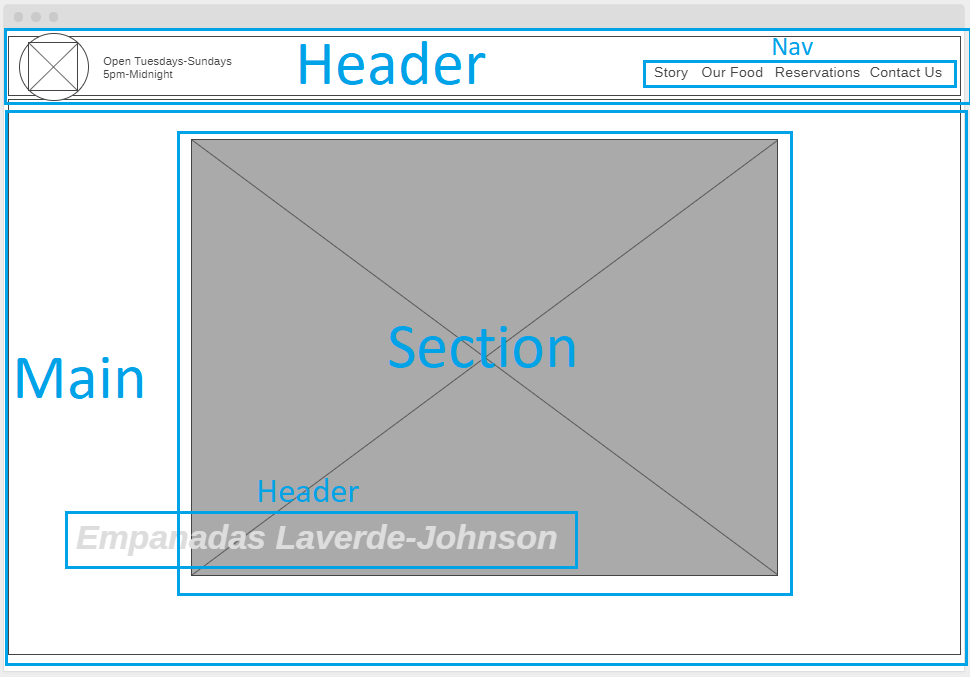 Header
Nav
Open Tuesdays-Sundays
5pm-Midnight
Story Our Food Reservations Contact Us
Section
Main
Header
Empanadas Laverde-Johnson